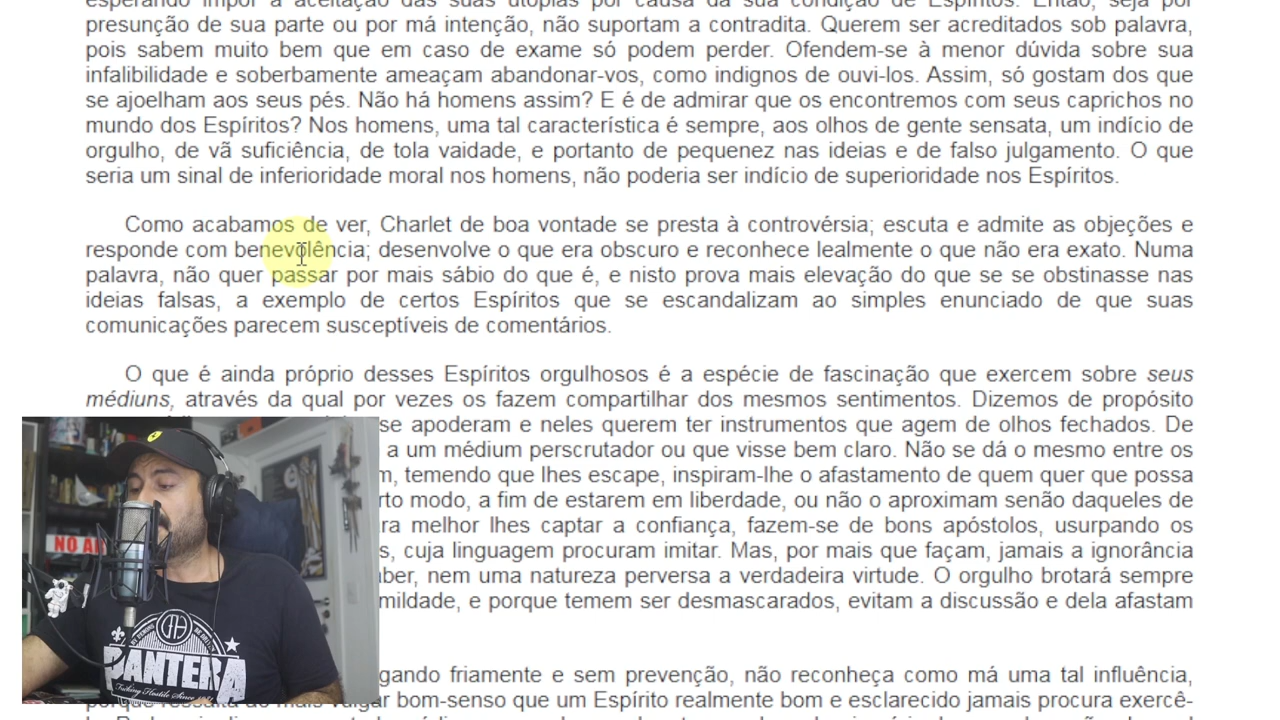 esperando impor a aceitação das suas utopias por causa da sua condição de Espíritos. Então, seja por
presunção de sua parte ou por má intenção, não suportam a contradita. Querem ser acreditados sob palavra,
pois sabem muito bem que em caso de exame só podem perder. Ofendem-se à menor dúvida sobre sua
infalibilidade e soberbamente ameaçam abandonar-vos, como indignos de ouvi-los. Assim, só gostam dos que
se ajoelham aos seus pés. Não há homens assim? E é de admirar que os encontremos com seus caprichos no
mundo dos Espíritos? Nos homens, uma tal característica é sempre, aos olhos de gente sensata, um indício de
orgulho, de vã suficiência, de tola vaidade, e portanto de pequenez nas ideias e de falso julgamento. O que
seria um sinal de inferioridade moral nos homens, não poderia ser indício de superioridade nos Espíritos.
Como acabamos de ver, Charlet de boa vontade se presta à controvérsia; escuta e admite as objeções e
responde com benevolência; desenvolve o que era obscuro e reconhece lealmente o que não era exato. Numa
palavra, não quer passar por mais sábio do que é, e nisto prova mais elevação do que se se obstinasse nas
ideias falsas, a exemplo de certos Espíritos que se escandalizam ao simples enunciado de que suas
comunicações parecem susceptíveis de comentários.
O que é ainda próprio desses Espíritos orgulhosos é a espécie de fascinação que exercem sobre seus
médiuns, através da qual por vezes os fazem compartilhar dos mesmos sentimentos. Dizemos de propósito
se apoderam e neles querem ter instrumentos que agem de olhos fechados. De
a um médium perscrutador ou que visse bem claro. Não se dá o mesmo entre os
temendo que lhes escape, inspiram-lhe o afastamento de quem quer que possa
modo, a fim de estarem em liberdade, ou não o aproximam senão daqueles de
melhor lhes captar a confiança, fazem-se de bons apóstolos, usurpando os
cuja linguagem procuram imitar. Mas, por mais que façam, jamais a ignorância
nem uma natureza perversa a verdadeira virtude. O orgulho brotará sempre
e porque temem ser desmascarados, evitam a discussão e dela afastam
friamente e sem prevenção, não reconheça como má uma tal influência,
bom-senso que um Espírito realmente bom e esclarecido jamais procura exercê-
NO A
PANTERA